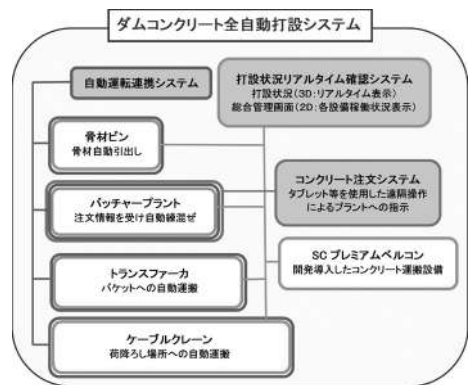 ダムコンクリート全自動打設システム
自動運転連携システム
打設状況リアルタイム確認システム
打設状況(3D:リアルタイム表示)
総合管理画面(2D:各設備稼働状況表示)
骨材ビン
骨材自動引出し
コンクリート注文システム
タブレット等を使用した遠隔操作
によるプラントへの指示
バッチャープラント
注文情報を受け自動練混ぜ
SCプレミアムベルコン
開発導入したコンクリート運搬設備
トランスファーカ
バケットへの自動運搬
ケーブルクレーン
荷降ろし場所への自動運搬